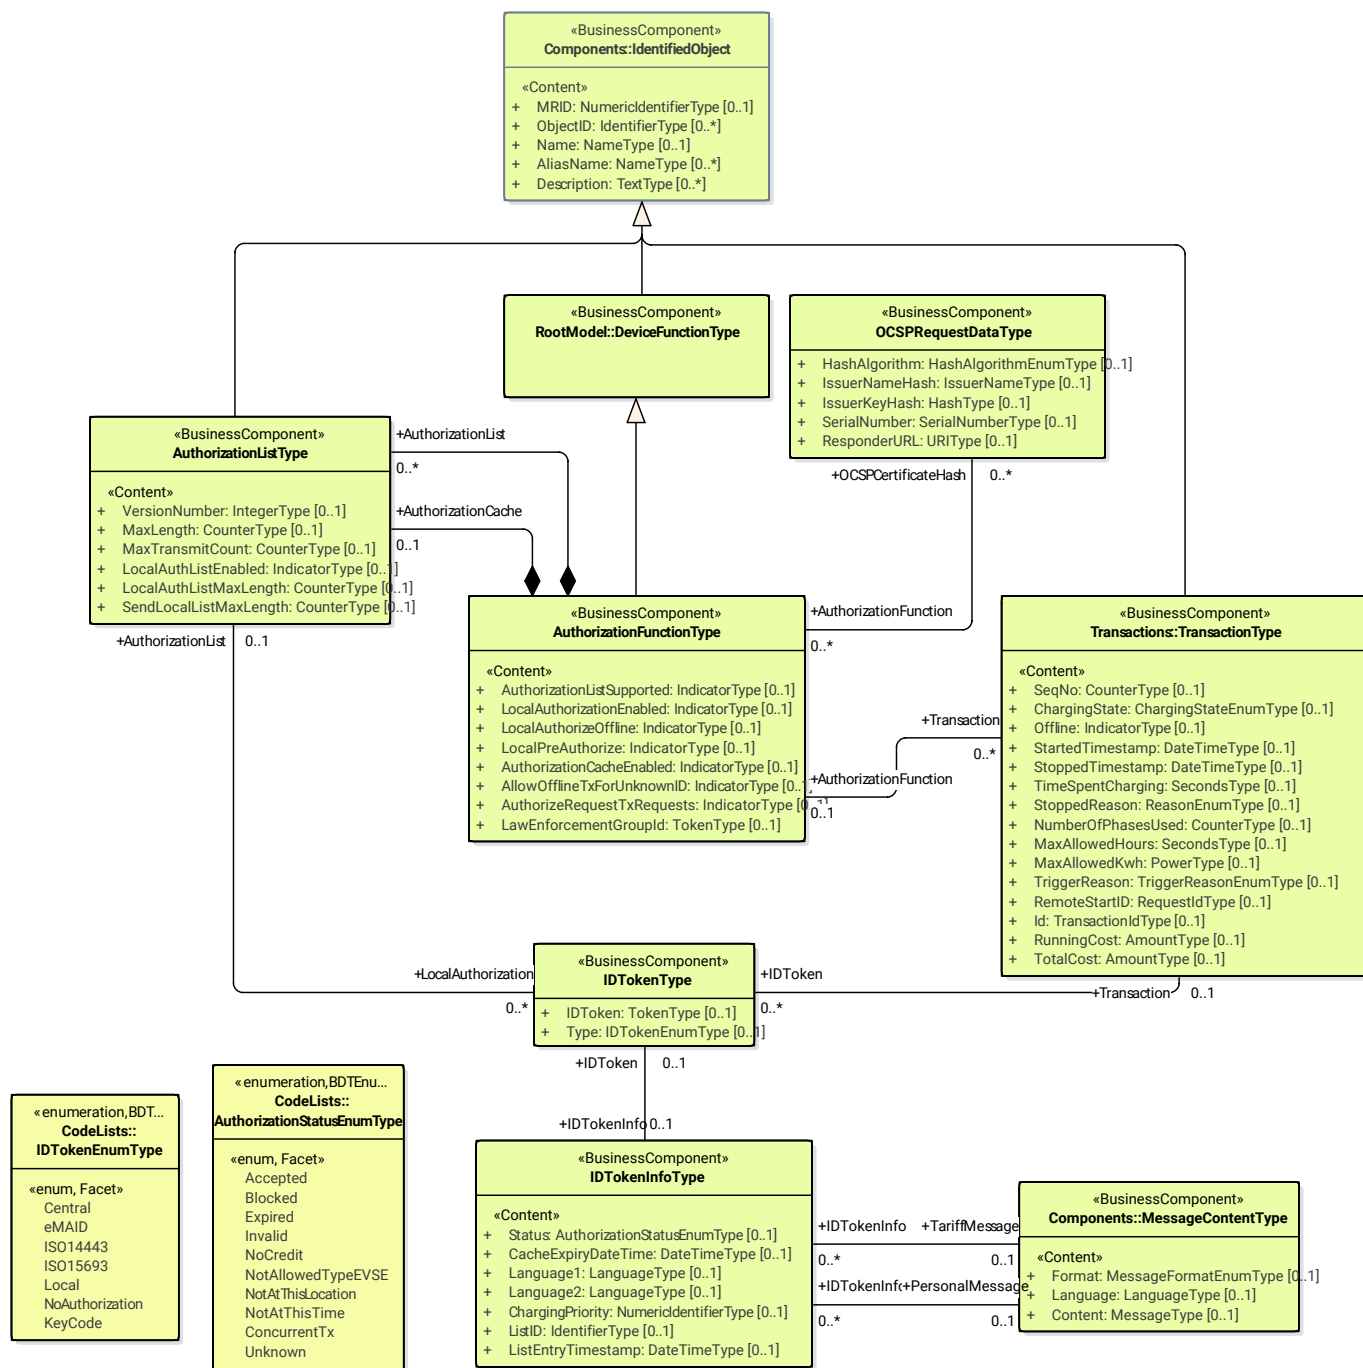 «BusinessComponent»
Components::IdentifiedObject
«Content»
+ MRID: NumericIdentifierType [0..1]
+ ObjectID: IdentifierType [0..*]
+ Name: NameType [0..1]
+ AliasName: NameType [0..*]
+ Description: TextType [0..*]
«BusinessComponent»
RootModel::DeviceFunctionType
«BusinessComponent»
OCSPRequestDataType
+ HashAlgorithm: HashAlgorithmEnumType [0..1]
+ IssuerNameHash: IssuerNameType [0..1]
+ IssuerKeyHash: HashType [0..1]
+ SerialNumber: SerialNumberType [0..1]
+ ResponderURL: URIType [0..1]
+OCSPCertificateHash 0..*
«BusinessComponent»
AuthorizationListType
«Content»
+ VersionNumber: IntegerType [0..1]
+ MaxLength: CounterType [0..1]
+ MaxTransmitCount: CounterType [0..1]
+ LocalAuthListEnabled: IndicatorType [0..1]
+ LocalAuthListMaxLength: CounterType [0..1]
+ SendLocalListMaxLength: CounterType [0..1]
+AuthorizationList
0..*
+AuthorizationCache
0..1
+AuthorizationList 0..1
«BusinessComponent»
AuthorizationFunctionType
«Content»
+ AuthorizationListSupported: IndicatorType [0..1]
+ LocalAuthorizationEnabled: IndicatorType [0..1]
+ LocalAuthorizeOffline: IndicatorType [0..1]
+ LocalPreAuthorize: IndicatorType [0..1]
+ AuthorizationCacheEnabled: IndicatorType [0..1]
+ AllowOfflineTxForUnknownID: IndicatorType [0..1]
+ AuthorizeRequestTxRequests: IndicatorType [0..1]
+ LawEnforcementGroupId: TokenType [0..1]
+AuthorizationFunction
0..*
+Transaction
0..*
+AuthorizationFunction
0..1
«BusinessComponent»
Transactions::TransactionType
«Content»
+ SeqNo: CounterType [0..1]
+ ChargingState: ChargingStateEnumType [0..1]
+ Offline: IndicatorType [0..1]
+ StartedTimestamp: DateTimeType [0..1]
+ StoppedTimestamp: DateTimeType [0..1]
+ TimeSpentCharging: SecondsType [0..1]
+ StoppedReason: ReasonEnumType [0..1]
+ NumberOfPhasesUsed: CounterType [0..1]
+ MaxAllowedHours: SecondsType [0..1]
+ MaxAllowedKwh: PowerType [0..1]
+ TriggerReason: TriggerReasonEnumType [0..1]
+ RemoteStartID: RequestIdType [0..1]
+ Id: TransactionIdType [0..1]
+ RunningCost: AmountType [0..1]
+ TotalCost: AmountType [0..1]
+Transaction 0..1
+LocalAuthorization
0..*
«BusinessComponent»
IDTokenType
+ IDToken: TokenType [0..1]
+ Type: IDTokenEnumType [0..1]
+IDToken
0..*
+IDToken 0..1
+IDTokenInfo 0..1
«enumeration,BDT...
CodeLists::
IDTokenEnumType
«enum, Facet»
Central
eMAID
ISO14443
ISO15693
Local
NoAuthorization
KeyCode
«enumeration,BDTEnu...
CodeLists::
AuthorizationStatusEnumType
«enum, Facet»
Accepted
Blocked
Expired
Invalid
NoCredit
NotAllowedTypeEVSE
NotAtThisLocation
NotAtThisTime
ConcurrentTx
Unknown
«BusinessComponent»
IDTokenInfoType
«Content»
+ Status: AuthorizationStatusEnumType [0..1]
+ CacheExpiryDateTime: DateTimeType [0..1]
+ Language1: LanguageType [0..1]
+ Language2: LanguageType [0..1]
+ ChargingPriority: NumericIdentifierType [0..1]
+ ListID: IdentifierType [0..1]
+ ListEntryTimestamp: DateTimeType [0..1]
+IDTokenInfo +TariffMessage
0..* 0..1
+IDTokenInfo +PersonalMessage
0..* 0..1
«BusinessComponent»
Components::MessageContentType
«Content»
+ Format: MessageFormatEnumType [0..1]
+ Language: LanguageType [0..1]
+ Content: MessageType [0..1]